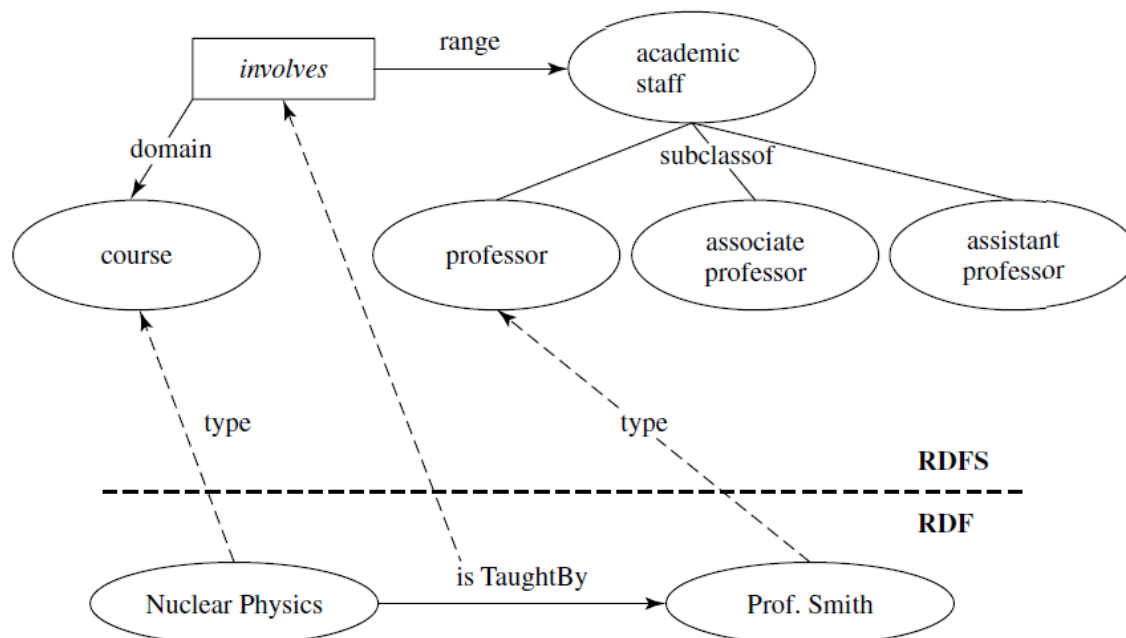 range
involves
academic
staff
domain
subclassof
course
professor
associate
professor
assistant
professor
type
type
RDFS
RDF
is TaughtBy
Nuclear Physics
Prof. Smith